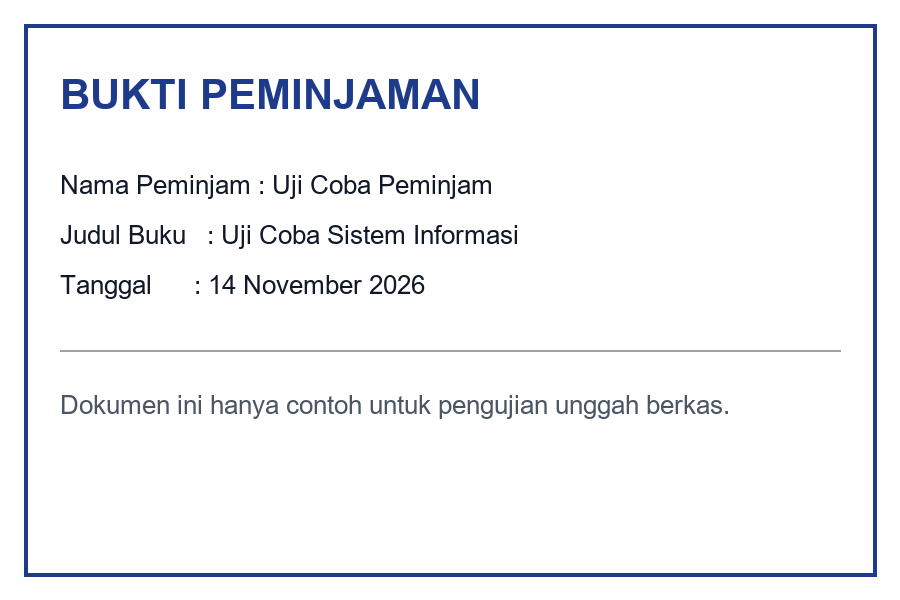 BUKTI PEMINJAMAN
Nama Peminjam : Uji Coba Peminjam
Judul Buku : Uji Coba Sistem Informasi
Tanggal : 14 November 2026
Dokumen ini hanya contoh untuk pengujian unggah berkas.